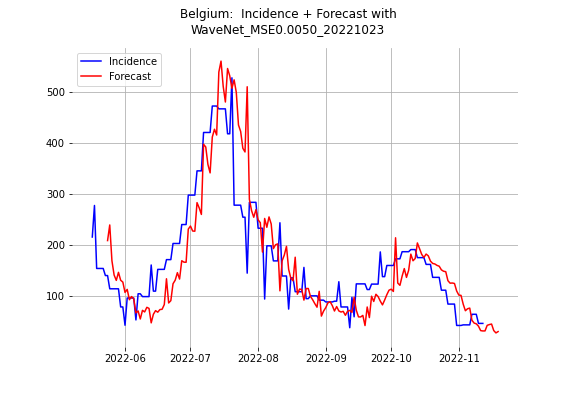 Belgium:  Incidence + Forecast with
WaveNet_MSE0.0050_20221023
Incidence
Forecast
500
400
300
200
100
2022-06 2022-07 2022-08 2022-09 2022-10 2022-11